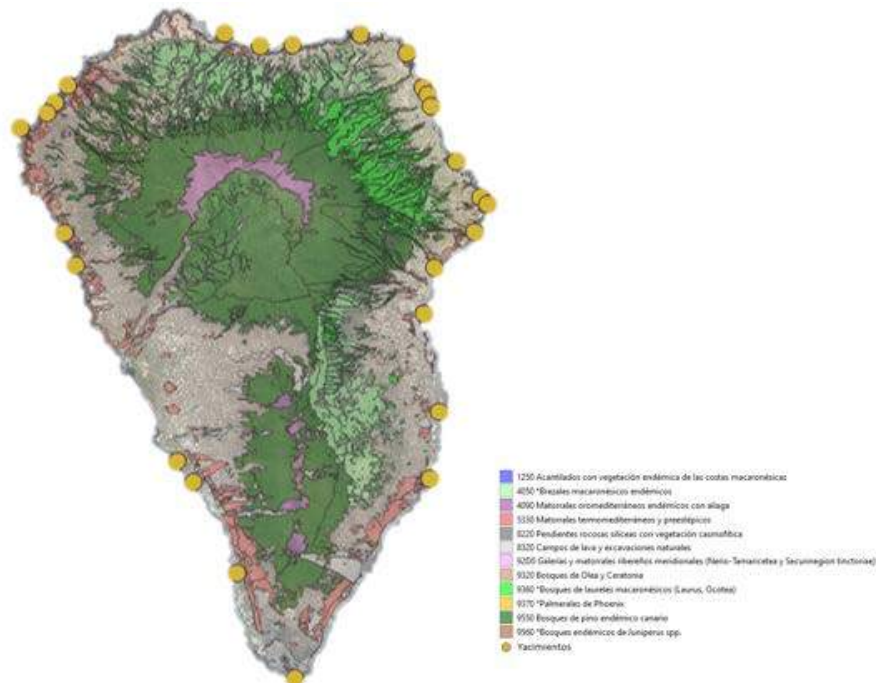 1250 Acantilados con vegetación endémica de las costas macaronésicas
4050 *Brezales macaronésicos endémicos
4090 Matorrales oromediterráneos endémicos con aliaga
5330 Matorrales termomediterráneos y preestépicos
8220 Pendientes rocosas silíceas con vegetación casmofítica
8320 Campos de lava y excavaciones naturales
92D0 Galerías y matorrales ribereños meridionales (Nerio-Tamaricetea y Securinegion tinctoriae)
9320 Bosques de Olea y Ceratonia
9360 *Bosques de laureles macaronésicos (Laurus, Ocotea)
9370 *Palmerales de Phoenix
9550 Bosques de pino endémico canario
9560 *Bosques endémicos de Juniperus spp.
Yacimientos